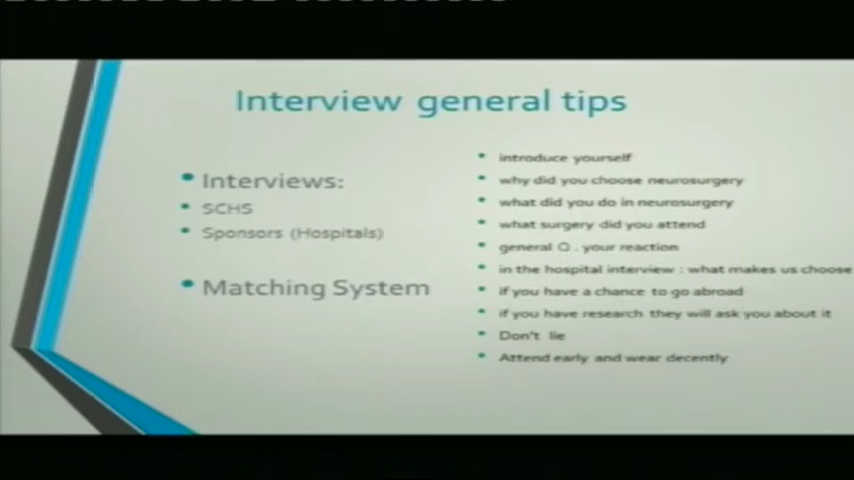 Interview general tips
Interviews:
SCHS
Sponsors (Hospitals)
Matching System
introduce yourself
why did you choose neurosurgery
what did you do in neurosurgery
what surgery did you attend
general Q . your reaction
in the hospital interview : what makes us choose
if you have a chance to go abroad
if you have research they will ask you about it
Don't lie
Attend early and wear decently